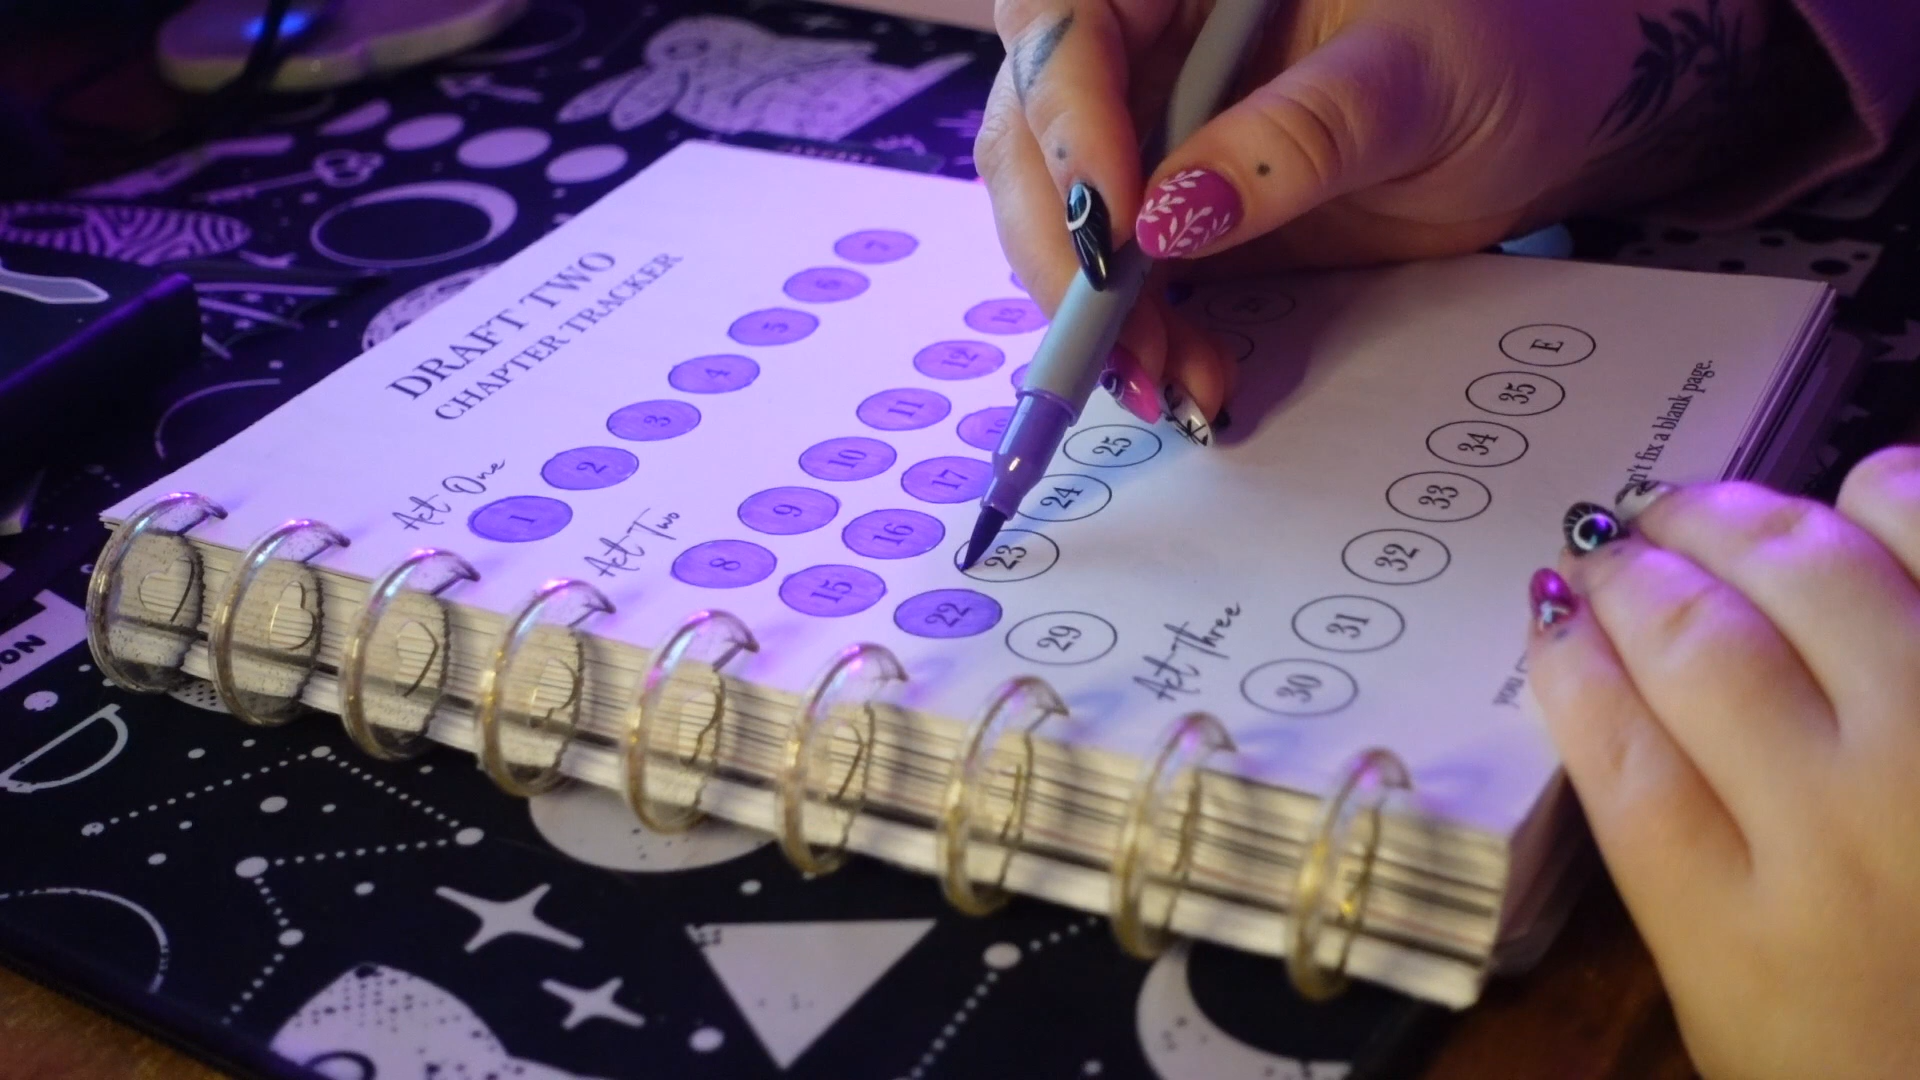 DRAFT TWO
CHAPTER TRACKER
Act One
1 2 3 4 5 6 7
Act Two
8 9 10 11 12 13
15 16 17
22 23 24 25
29
Act Three
30 31 32 33 34 35 E
fix a blank page.